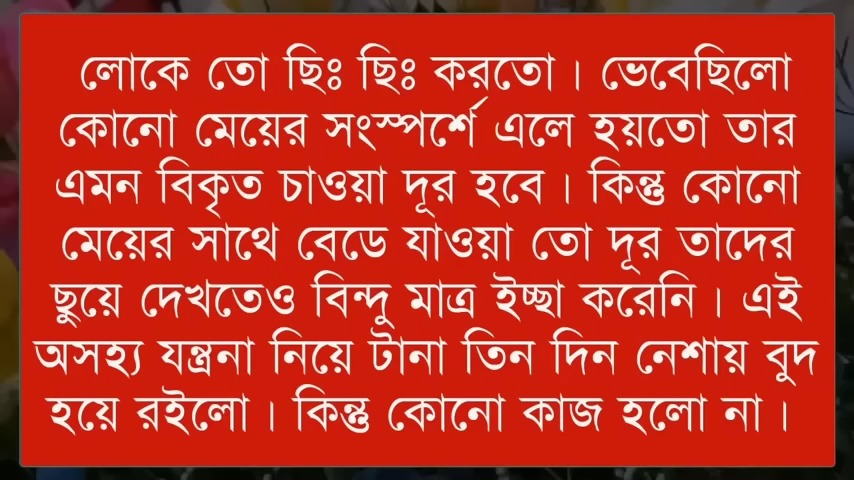 লোকে তো ছিঃ ছিঃ করতো। ভেবেছিলো
কোনো মেয়ের সংস্পর্শে এলে হয়তো তার
এমন বিকৃত চাওয়া দূর হবে। কিন্তু কোনো
মেয়ের সাথে বেডে যাওয়া তো দূর তাদের
ছুয়ে দেখতেও বিন্দু মাত্র ইচ্ছা করেনি। এই
অসহ্য যন্ত্রনা নিয়ে টানা তিন দিন নেশায় বুদ
হয়ে রইলো। কিন্তু কোনো কাজ হলো না।